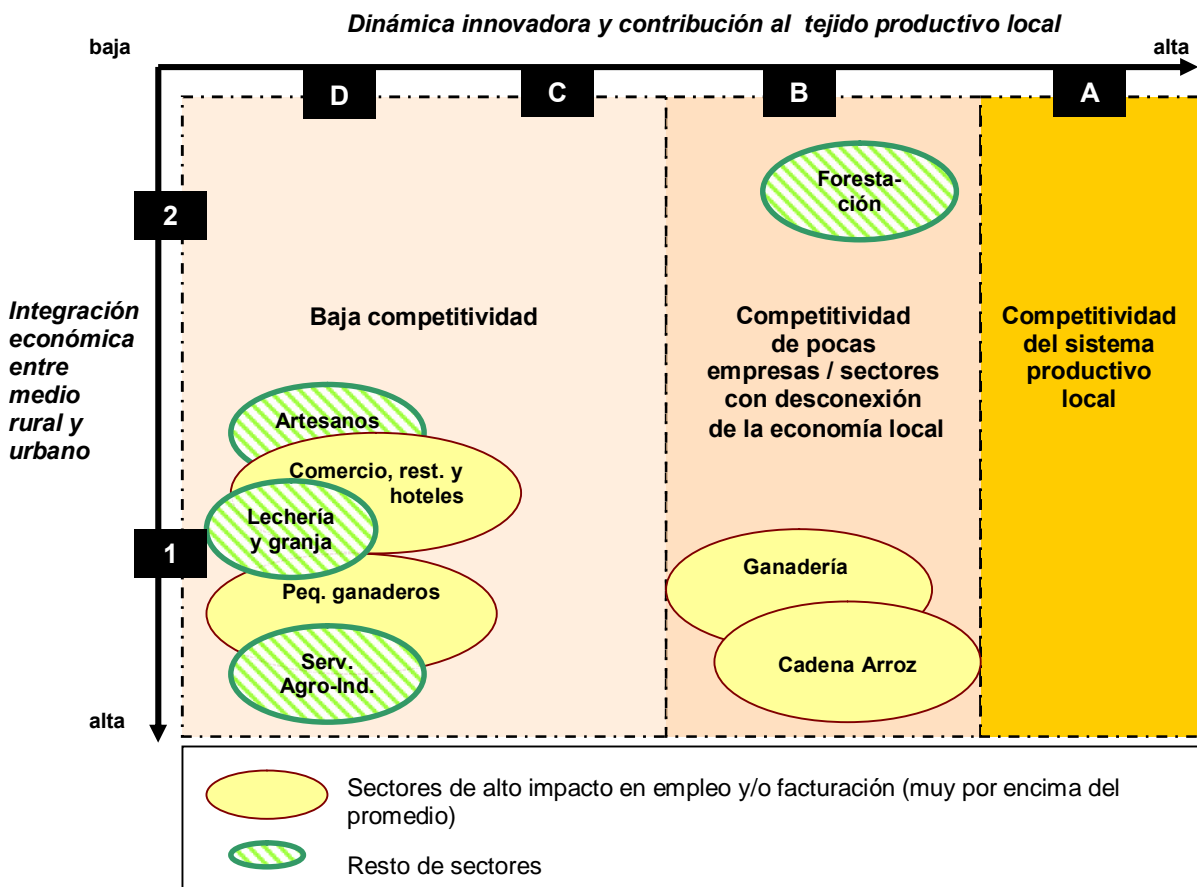 Dinámica innovadora y contribución al tejido productivo local
baja
alta
D
C
B
A
Foresta-
ción
2
Integración
económica
entre
medio
rural y
urbano
Baja competitividad
Competitividad
de pocas
empresas / sectores
con desconexión
de la economía local
Competitividad
del sistema
productivo
local
Artesanos
Comercio, rest. y
hoteles
Lechería
y granja
1
Peq. ganaderos
Ganadería
Serv.
Agro-Ind.
Cadena Arroz
alta
Sectores de alto impacto en empleo y/o facturación (muy por encima del
promedio)
Resto de sectores